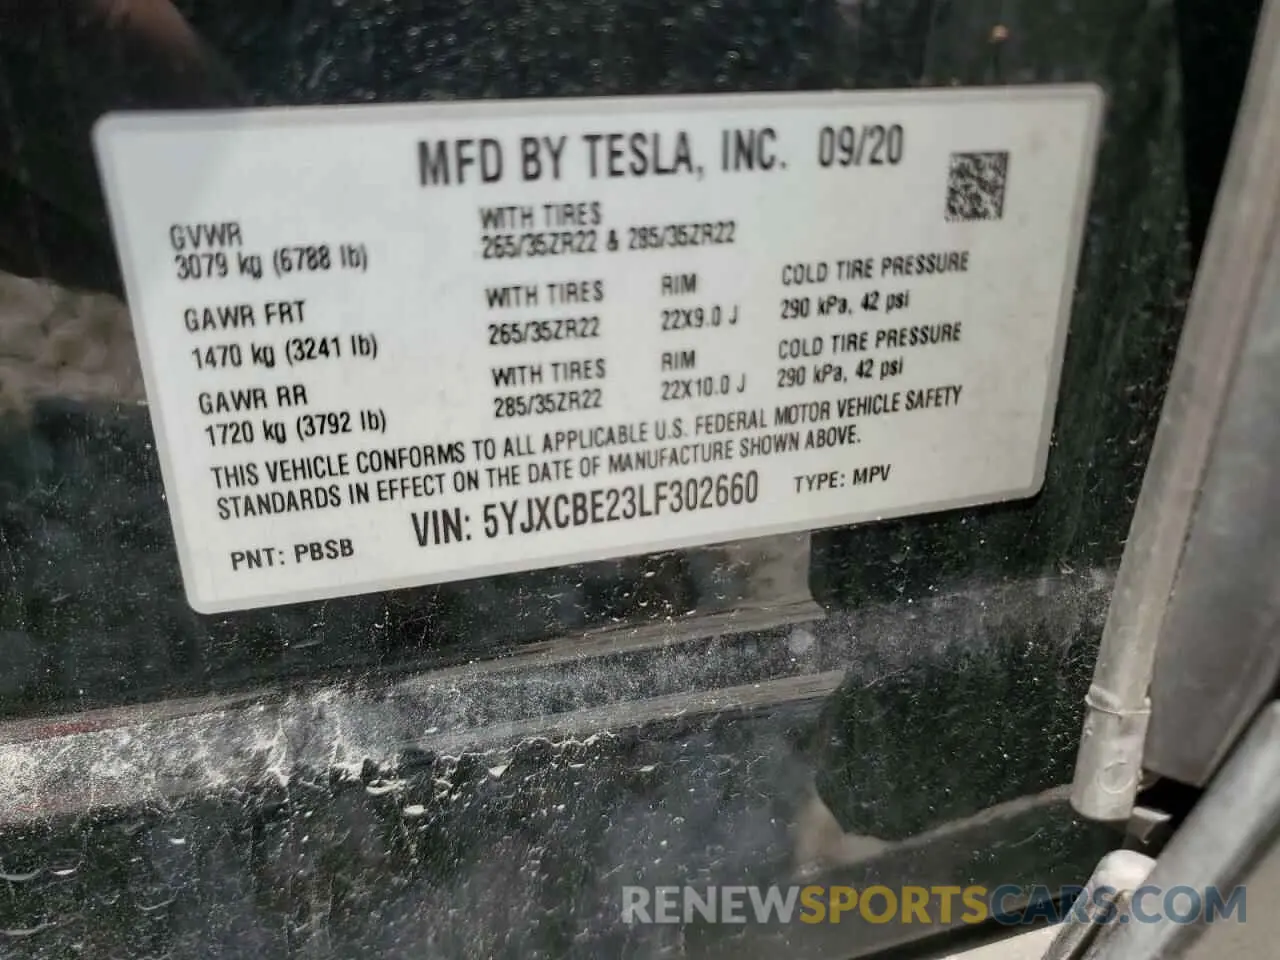 MFD BY TESLA, INC. 09/20
GVWR
3079 kg (6788 lb)
WITH TIRES
265/35ZR22 & 285/35ZR22
GAWR FRT
1470 kg (3241 lb)
WITH TIRES
265/35ZR22
RIM
22X9.0 J
COLD TIRE PRESSURE
290 kPa, 42 psi
GAWR RR
1720 kg (3792 lb)
WITH TIRES
285/35ZR22
RIM
22X10.0 J
COLD TIRE PRESSURE
290 kPa, 42 psi
THIS VEHICLE CONFORMS TO ALL APPLICABLE U.S. FEDERAL MOTOR VEHICLE SAFETY
STANDARDS IN EFFECT ON THE DATE OF MANUFACTURE SHOWN ABOVE.
PNT: PBSB VIN: 5YJXCBE23LF302660 TYPE: MPV
RENEWSPORTSCARS.COM